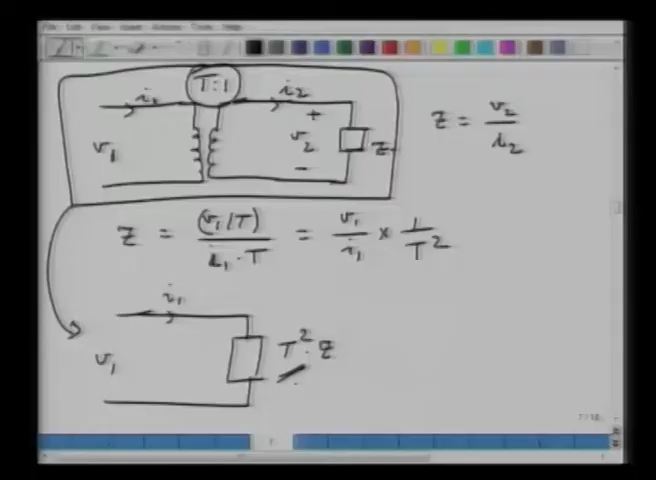 T:1
i₁ i₂
v₁ + v₂ - Z
Z = v₂ / i₂
Z = (v₁/T) / i₁·T = v₁ / i₁ × 1 / T²
i₁
v₁ T²·Z